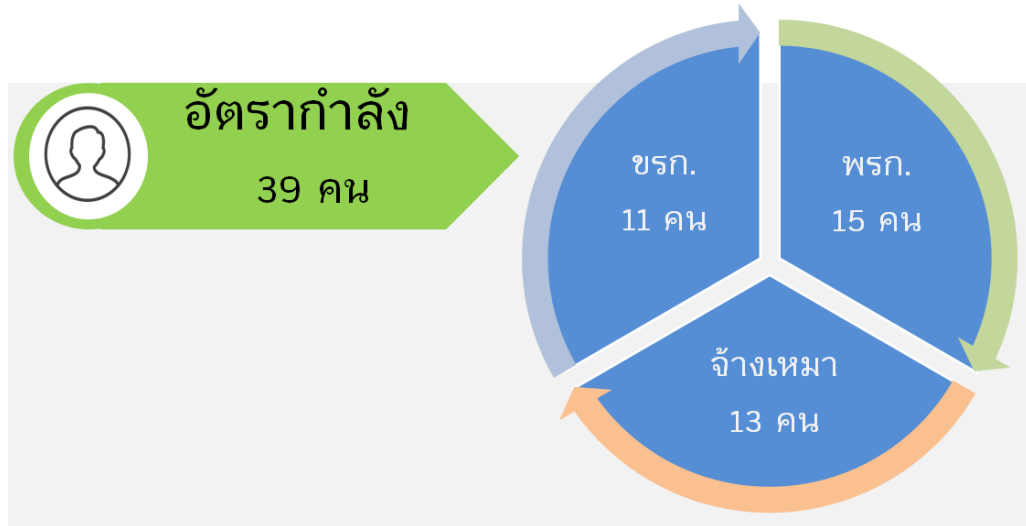 อัตรากำลัง
39 คน
ขรก.
11 คน
พรก.
15 คน
จ้างเหมา
13 คน